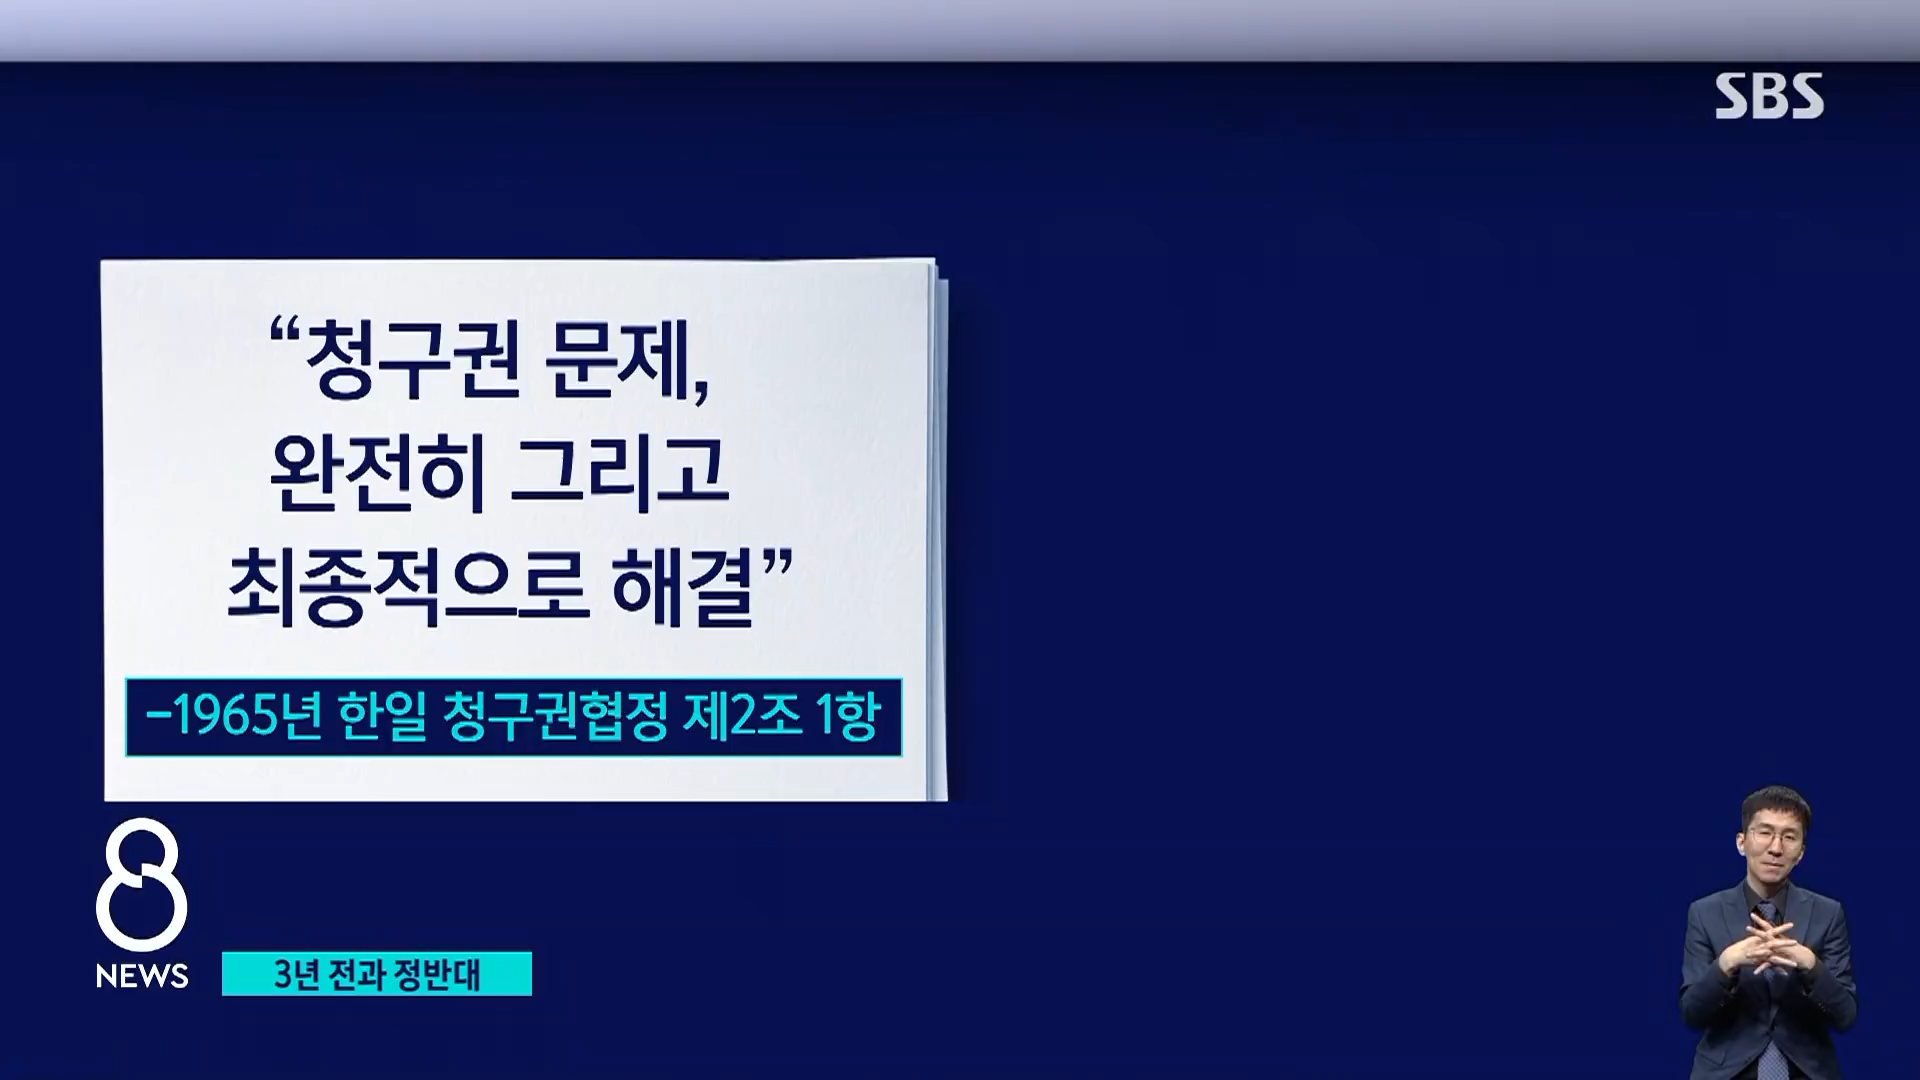 SBS
“청구권 문제,
완전히 그리고
최종적으로 해결”
-1965년 한일 청구권협정 제2조 1항
8
NEWS
3년 전과 정반대